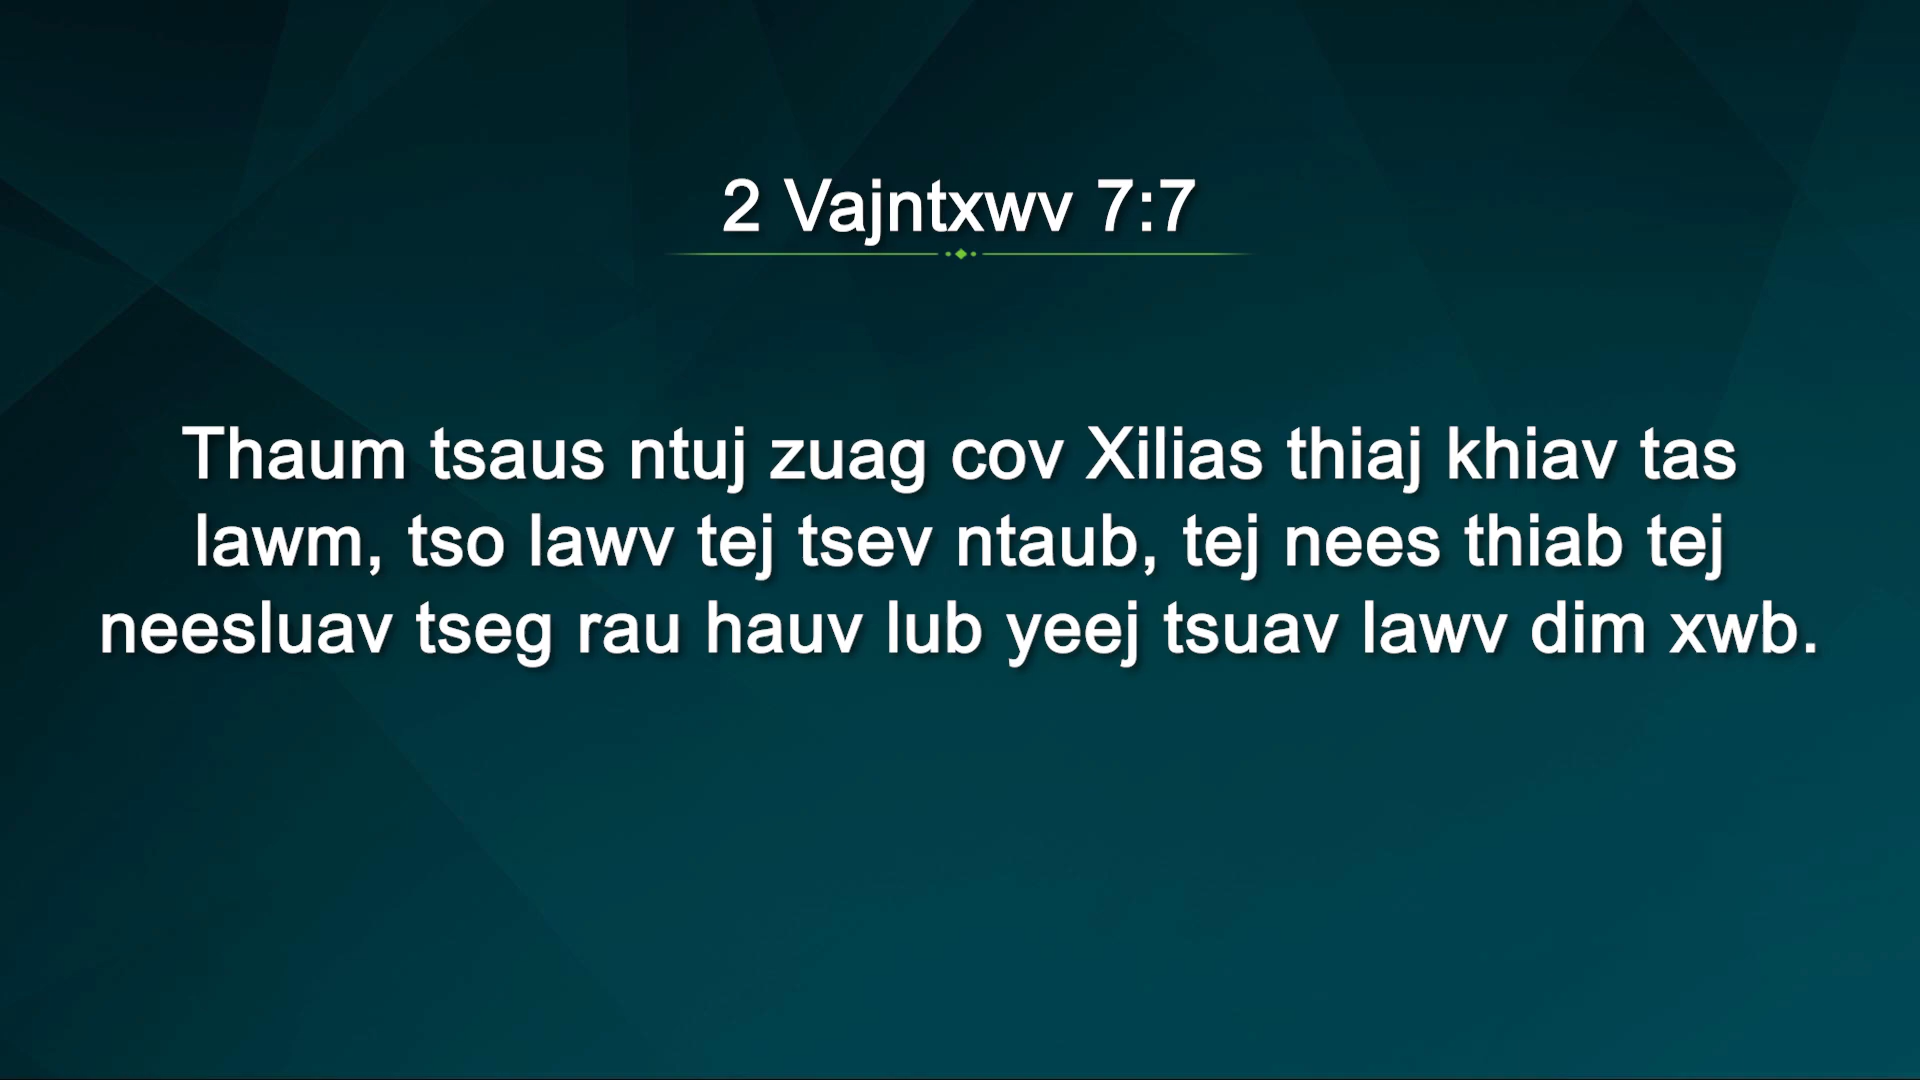 2 Vajntxwv 7:7
Thaum tsaus ntuj zuag cov Xilias thiaj khiav tas
lawm, tso lawv tej tsev ntaub, tej nees thiab tej
neesluav tseg rau hauv lub yeej tsuav lawv dim xwb.